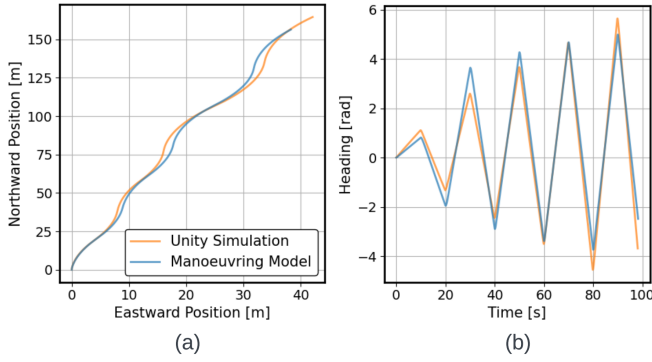 150
125
100
75
50
25
0
Northward Position [m]
Unity Simulation
Manoeuvring Model
0 10 20 30 40
Eastward Position [m]
(a)
6
4
2
0
−2
−4
Heading [rad]
0 20 40 60 80 100
Time [s]
(b)